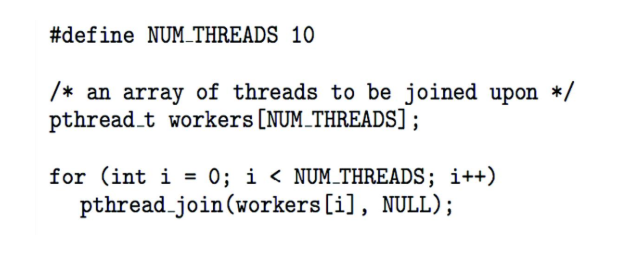 #define NUM_THREADS 10
/* an array of threads to be joined upon */
pthread_t workers[NUM_THREADS];
for (int i = 0; i < NUM_THREADS; i++)
pthread_join(workers[i], NULL);